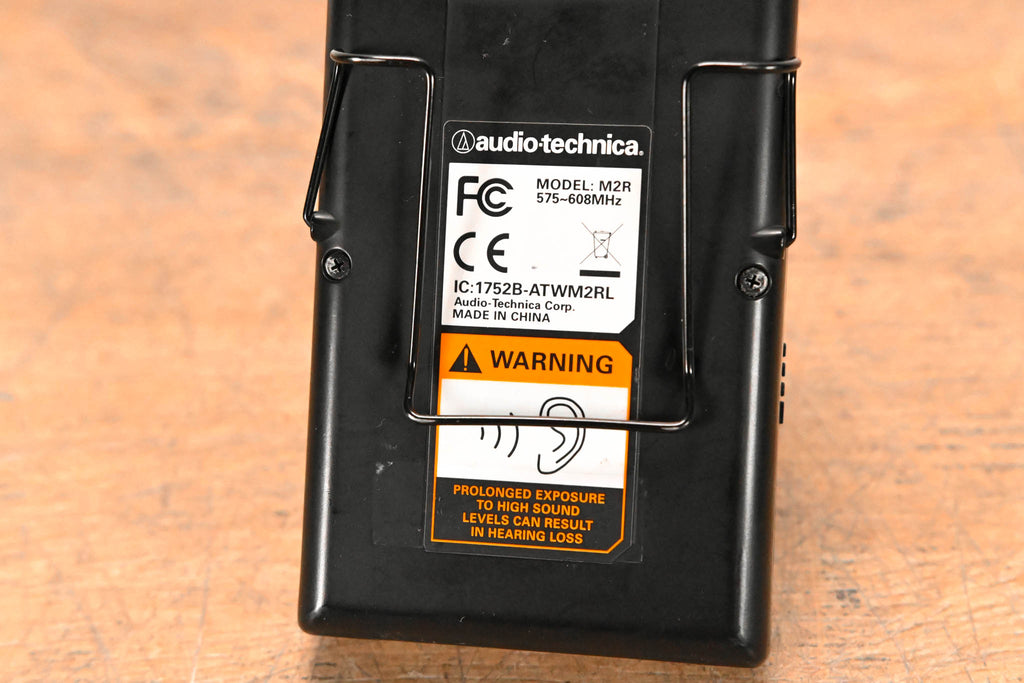 audio-technica®
FC
MODEL: M2R
575~608MHz
CE
IC:1752B-ATWM2RL
Audio-Technica Corp.
MADE IN CHINA
WARNING
PROLONGED EXPOSURE
TO HIGH SOUND
LEVELS CAN RESULT
IN HEARING LOSS